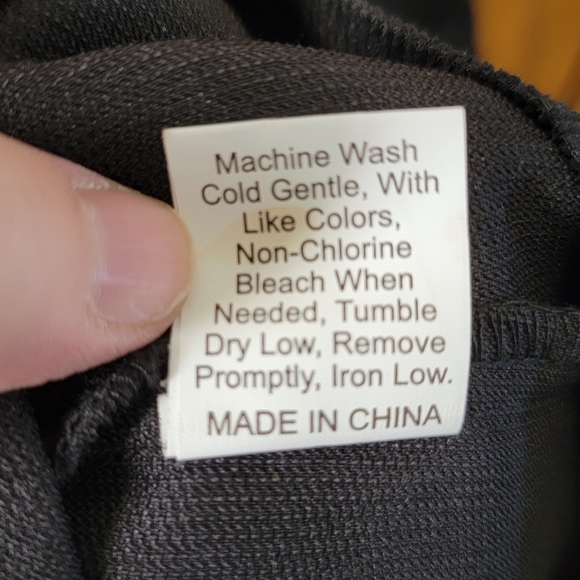 Machine Wash
Cold Gentle, With
Like Colors,
Non-Chlorine
Bleach When
Needed, Tumble
Dry Low, Remove
Promptly, Iron Low.
MADE IN CHINA